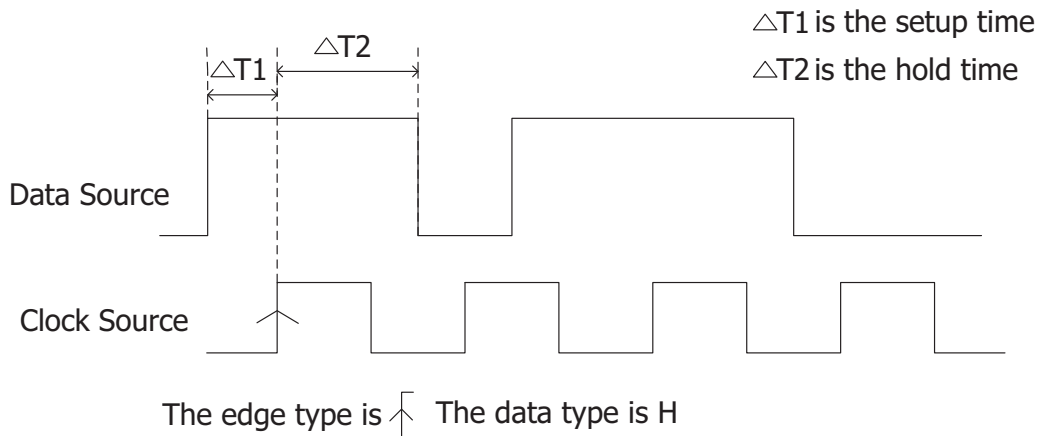 △T1 is the setup time
△T2
△T1
△T2 is the hold time
Data Source
Clock Source
The edge type is
The data type is H